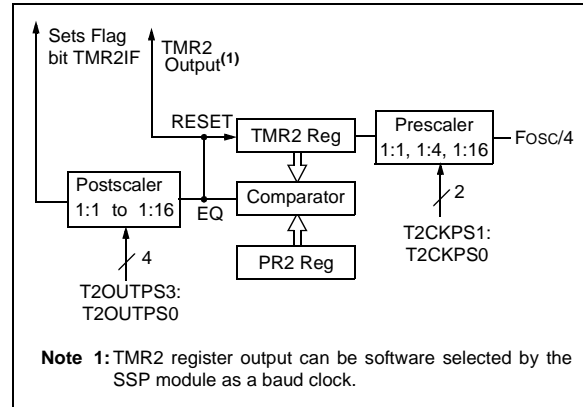 Sets Flag
bit TMR2IF
TMR2
Output(1)
RESET
TMR2 Reg
Prescaler
1:1, 1:4, 1:16
FOSC/4
Postscaler
1:1 to 1:16
EQ
Comparator
2
T2CKPS1:
T2CKPS0
PR2 Reg
4
T2OUTPS3:
T2OUTPS0
Note 1: TMR2 register output can be software selected by the
SSP module as a baud clock.